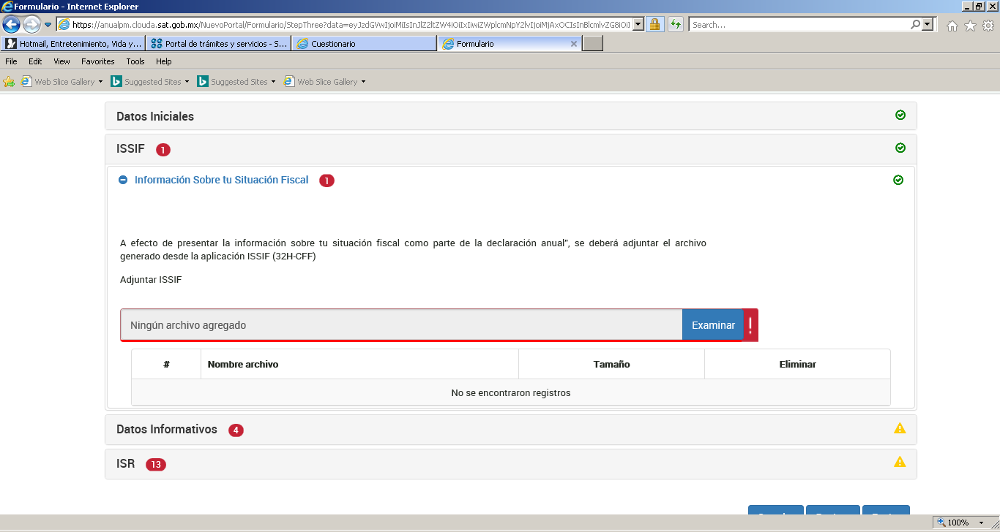 Formulario - Internet Explorer
https://anualpm.clouda.sat.gob.mx/NuevoPortal/Formulario/StepThree?data=
Search...
Hotmail, Entretenimiento, Vida y...
Portal de trámites y servicios - S...
Cuestionario
Formulario
File Edit View Favorites Tools Help
Web Slice Gallery
Suggested Sites
Suggested Sites
Web Slice Gallery
Datos Iniciales
ISSIF 1
Información Sobre tu Situación Fiscal 1
A efecto de presentar la información sobre tu situación fiscal como parte de la declaración anual", se deberá adjuntar el archivo
generado desde la aplicación ISSIF (32H-CFF)
Adjuntar ISSIF
Ningún archivo agregado
Examinar !
# Nombre archivo Tamaño Eliminar
No se encontraron registros
Datos Informativos 4
ISR 13
100%